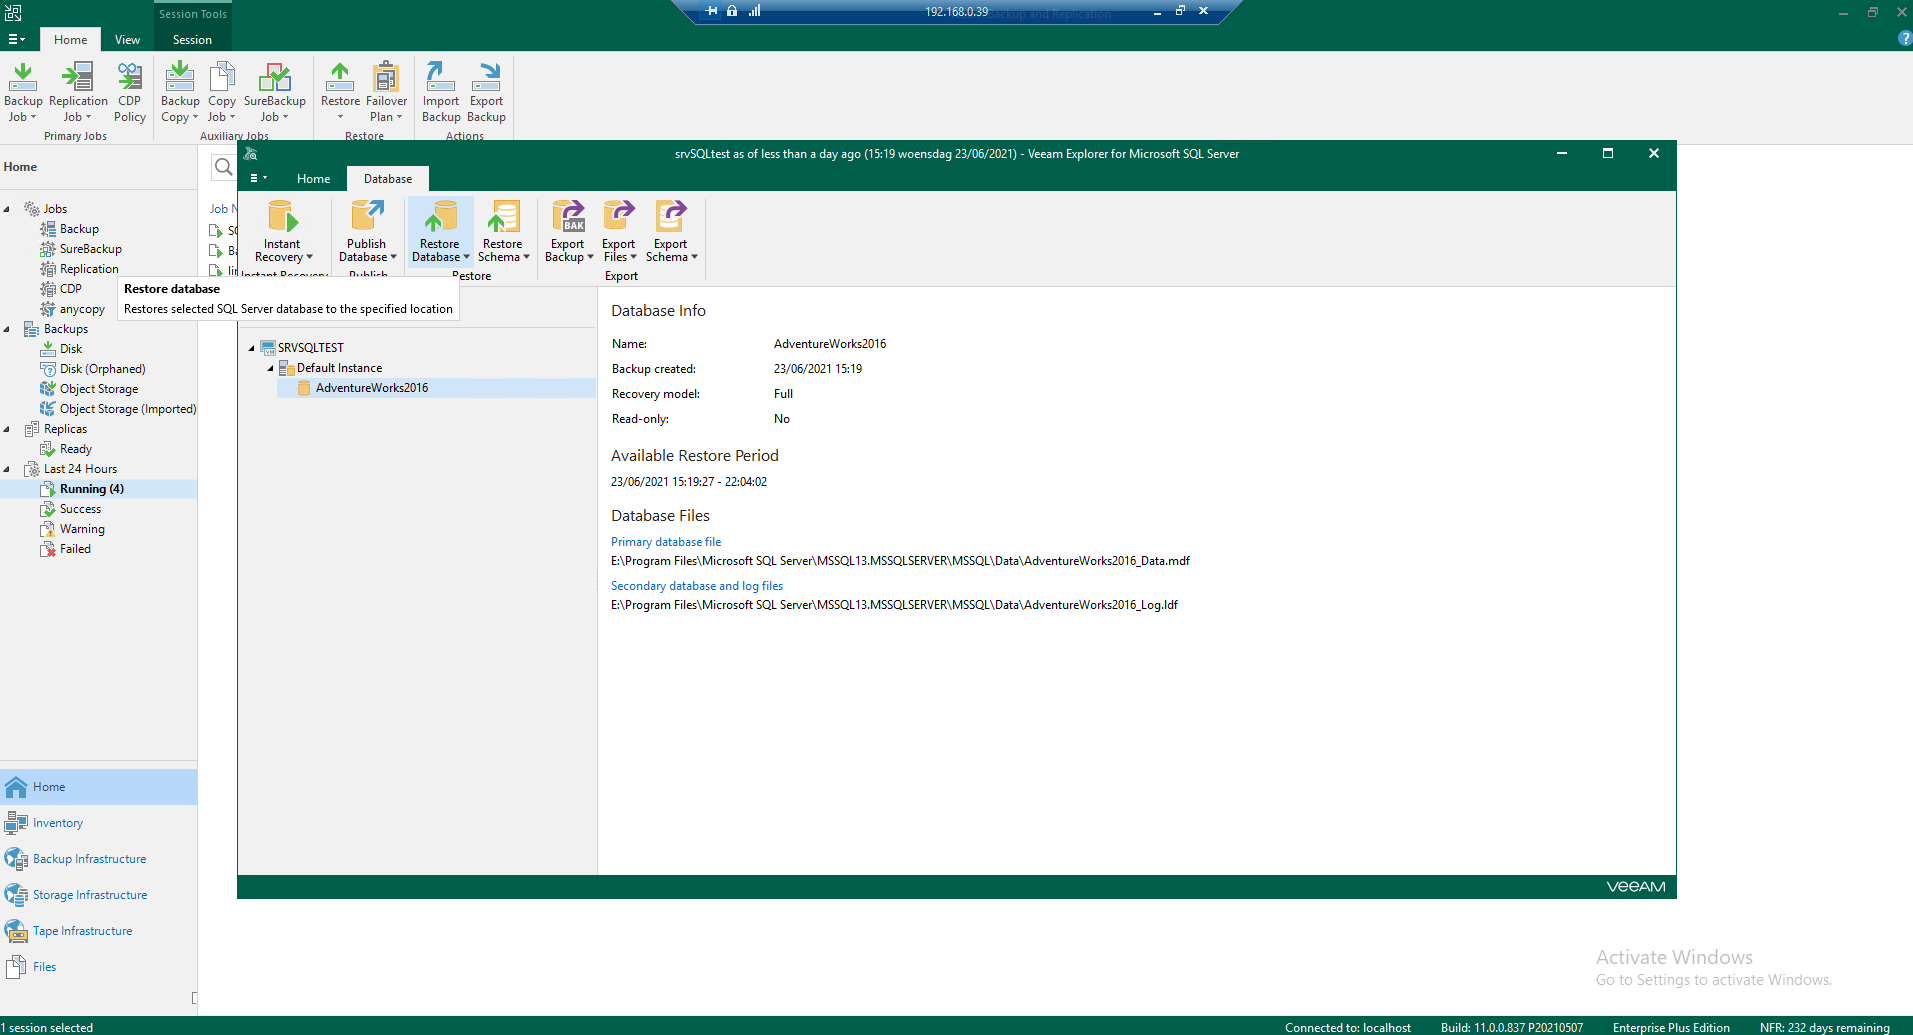 Session Tools
192.168.0.39
Backup and Replication
Home
View
Session
Backup Job
Replication Job
CDP Policy
Backup Copy
Copy Job
SureBackup Job
Restore
Failover Plan
Import Backup
Export Backup
Primary Jobs
Auxiliary Jobs
Restore
Actions
Home
Jobs
Backup
SureBackup
Replication
CDP
anycopy
Backups
Disk
Disk (Orphaned)
Object Storage
Object Storage (Imported)
Replicas
Ready
Last 24 Hours
Running (4)
Success
Warning
Failed
Home
Inventory
Backup Infrastructure
Storage Infrastructure
Tape Infrastructure
Files
Job N
srvSQLtest as of less than a day ago (15:19 woensdag 23/06/2021) - Veeam Explorer for Microsoft SQL Server
Home
Database
Instant Recovery
Publish Database
Restore Database
Restore Schema
BAK
Export Backup
Export Files
Export Schema
Instant Recovery
Publish
Restore
Export
Restore database
Restores selected SQL Server database to the specified location
SRVSQLTEST
Default Instance
AdventureWorks2016
Database Info
Name: AdventureWorks2016
Backup created: 23/06/2021 15:19
Recovery model: Full
Read-only: No
Available Restore Period
23/06/2021 15:19:27 - 22:04:02
Database Files
Primary database file
E:\Program Files\Microsoft SQL Server\MSSQL13.MSSQLSERVER\MSSQL\Data\AdventureWorks2016_Data.mdf
Secondary database and log files
E:\Program Files\Microsoft SQL Server\MSSQL13.MSSQLSERVER\MSSQL\Data\AdventureWorks2016_Log.ldf
VEEAM
Activate Windows
Go to Settings to activate Windows.
1 session selected
Connected to: localhost
Build: 11.0.0.837 P20210507
Enterprise Plus Edition
NFR: 232 days remaining